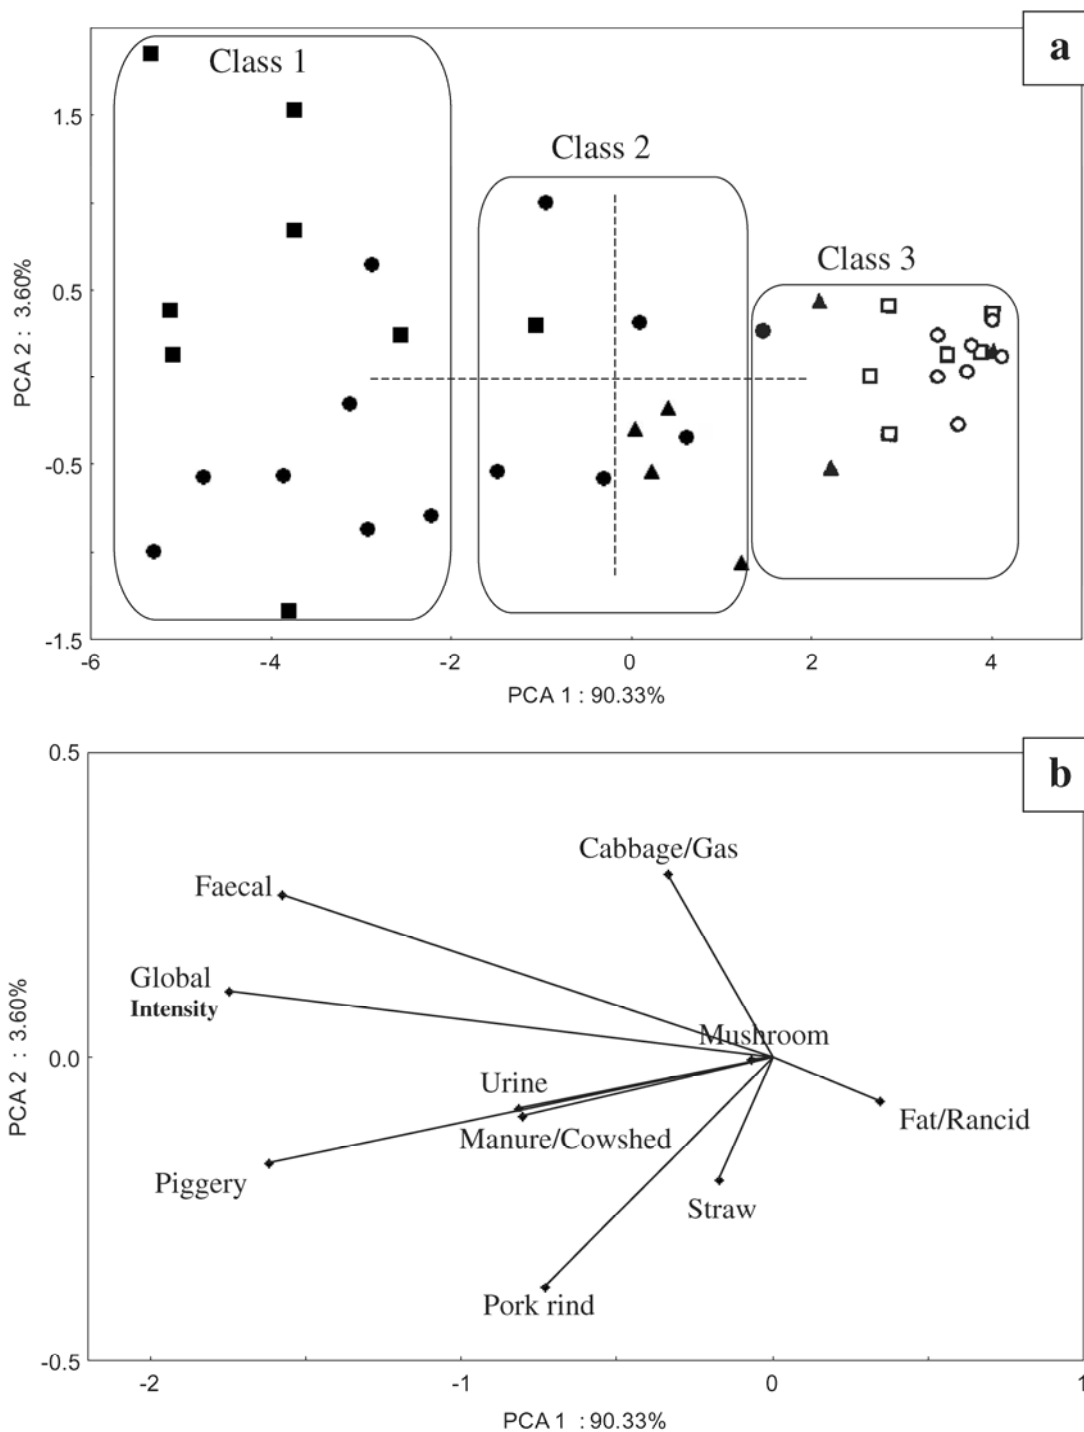 a
Class 1
Class 2
Class 3
1.5
0.5
-0.5
-1.5
PCA 2 : 3.60%
-6
-4
-2
0
2
4
PCA 1 : 90.33%
b
0.5
0.0
-0.5
PCA 2 : 3.60%
Cabbage/Gas
Faecal
Global
Intensity
Mushroom
Urine
Manure/Cowshed
Fat/Rancid
Piggery
Straw
Pork rind
-2
-1
0
1
PCA 1 : 90.33%